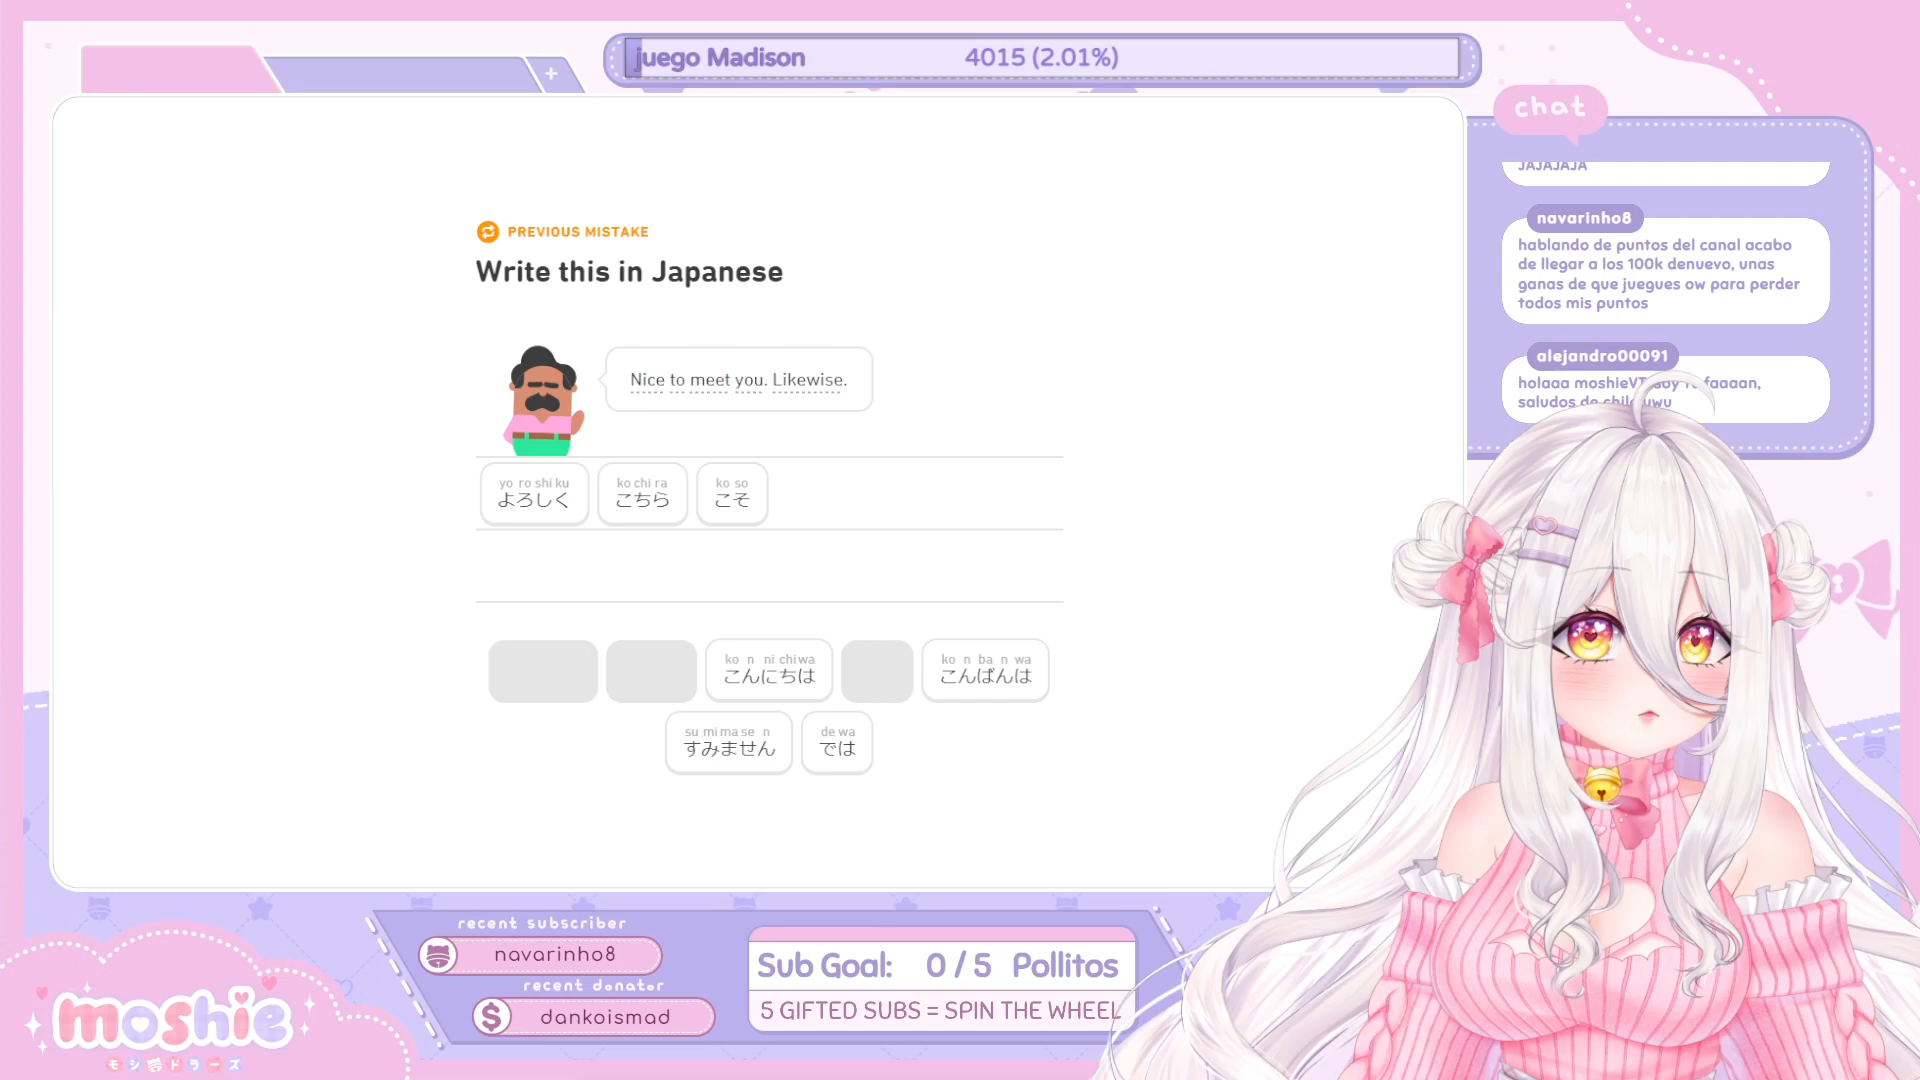 juego Madison 4015 (2.01%)
+
chat
JAJAJAJA
navarinho8
hablando de puntos del canal acabo
de llegar a los 100k denuevo, unas
ganas de que juegues ow para perder
todos mis puntos
alejandro00091
holaaa moshieVT soy faaaan,
saludos de uwu
PREVIOUS MISTAKE
Write this in Japanese
Nice to meet you. Likewise.
yo ro shi ku ko chi ra ko so
よろしく こちら こそ
ko n ni chi wa ko n ba n wa
こんにちは こんばんは
su mi ma se n de wa
すみません では
recent subscriber
navarinho8
recent donator
$ dankoismad
Sub Goal: 0 / 5 Pollitos
5 GIFTED SUBS = SPIN THE WHEEL
moshie